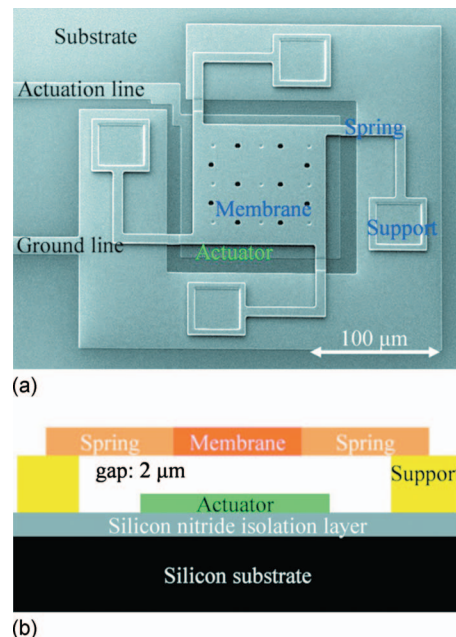 Substrate
Actuation line
Spring
Membrane
Support
Ground line
Actuator
100 μm
(a)
Spring Membrane Spring
gap: 2 μm
Support
Actuator
Silicon nitride isolation layer
Silicon substrate
(b)